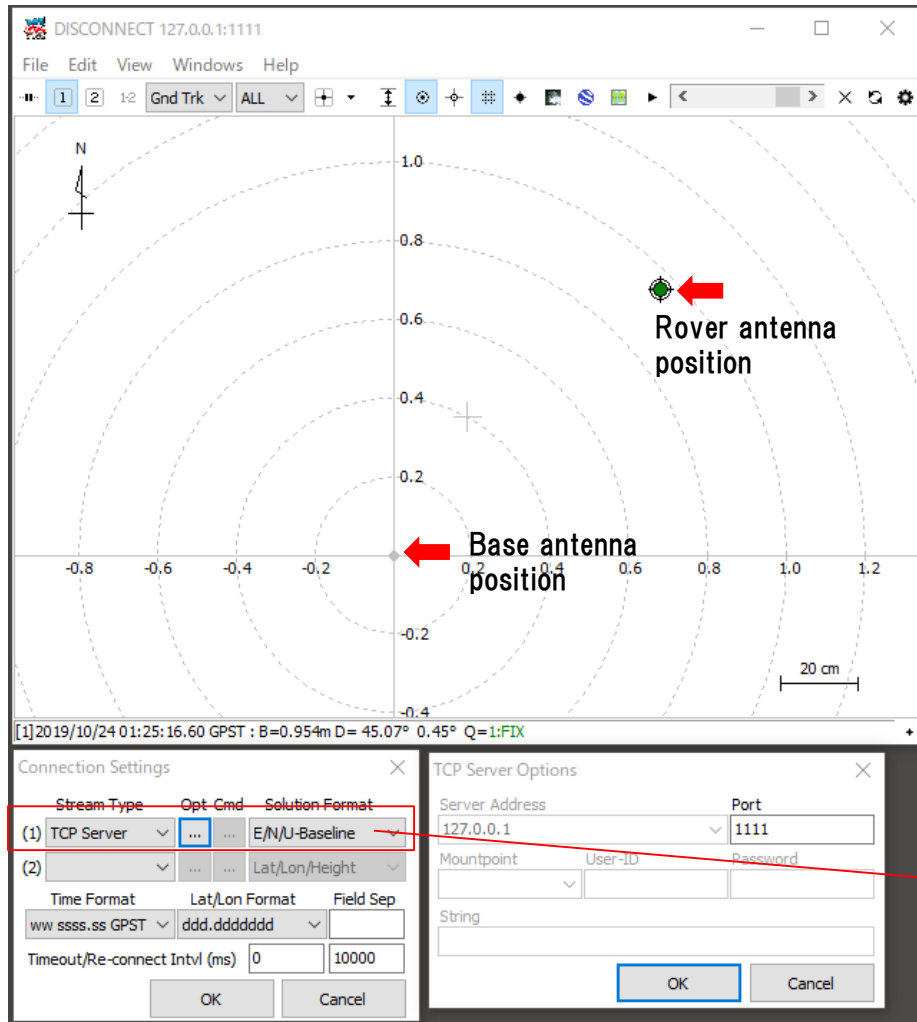 DISCONNECT 127.0.0.1:1111
File Edit View Windows Help
1 2 1-2 Gnd Trk ALL
N
1.0
0.8
Rover antenna
position
0.6
0.4
0.2
Base antenna
position
-0.8 -0.6 -0.4 -0.2 0.2 0.4 0.6 0.8 1.0 1.2
-0.2
20 cm
-0.4
[1]2019/10/24 01:25:16.60 GPST : B=0.954m D= 45.07° 0.45° Q=1:FIX
Connection Settings
Stream Type Opt Cmd Solution Format
(1) TCP Server ... ... E/N/U-Baseline
(2) ... ... Lat/Lon/Height
Time Format Lat/Lon Format Field Sep
ww ssss.ss GPST ddd.ddddddd
Timeout/Re-connect Intvl (ms) 0 10000
OK Cancel
TCP Server Options
Server Address Port
127.0.0.1 1111
Mountpoint User-ID Password
String
OK Cancel